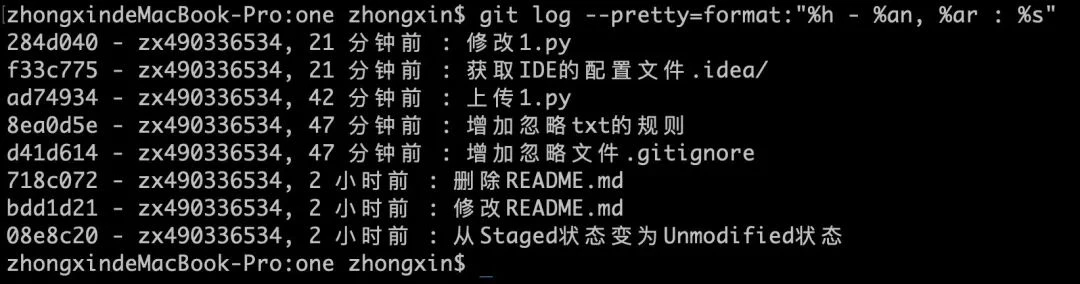 zhongxindeMacBook-Pro:one zhongxin$ git log --pretty=format:"%h - %an, %ar : %s"
284d040 - zx490336534, 21 分钟前 : 修改1.py
f33c775 - zx490336534, 21 分钟前 : 获取IDE的配置文件.idea/
ad74934 - zx490336534, 42 分钟前 : 上传1.py
8ea0d5e - zx490336534, 47 分钟前 : 增加忽略txt的规则
d41d614 - zx490336534, 47 分钟前 : 增加忽略文件.gitignore
718c072 - zx490336534, 2 小时前 : 删除README.md
bdd1d21 - zx490336534, 2 小时前 : 修改README.md
08e8c20 - zx490336534, 2 小时前 : 从Staged状态变为Unmodified状态
zhongxindeMacBook-Pro:one zhongxin$